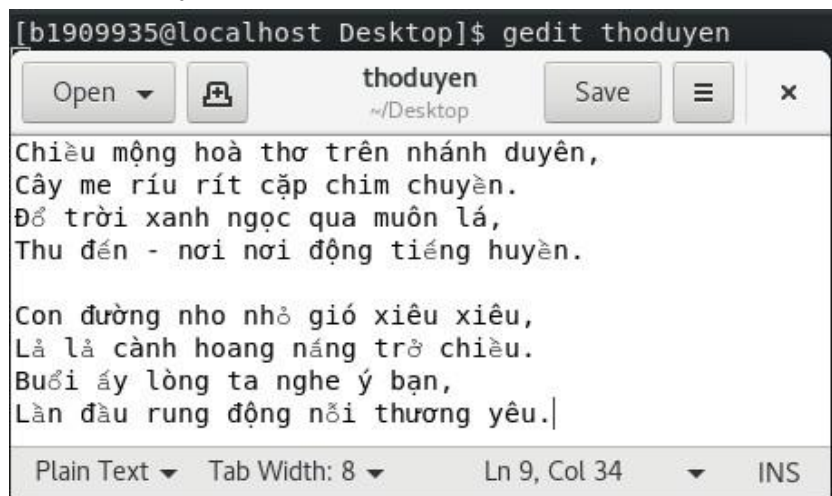 [b1909935@localhost Desktop]$ gedit thoduyen
Open
thoduyen
~/Desktop
Save
Chiều mộng hoà thơ trên nhánh duyên,
Cây me ríu rít cặp chim chuyền.
Đổ trời xanh ngọc qua muôn lá,
Thu đến - nơi nơi động tiếng huyền.

Con đường nho nhỏ gió xiêu xiêu,
Lả lả cành hoang nắng trở chiều.
Buổi ấy lòng ta nghe ý bạn,
Lần đầu rung động nỗi thương yêu.
Plain Text Tab Width: 8 Ln 9, Col 34 INS